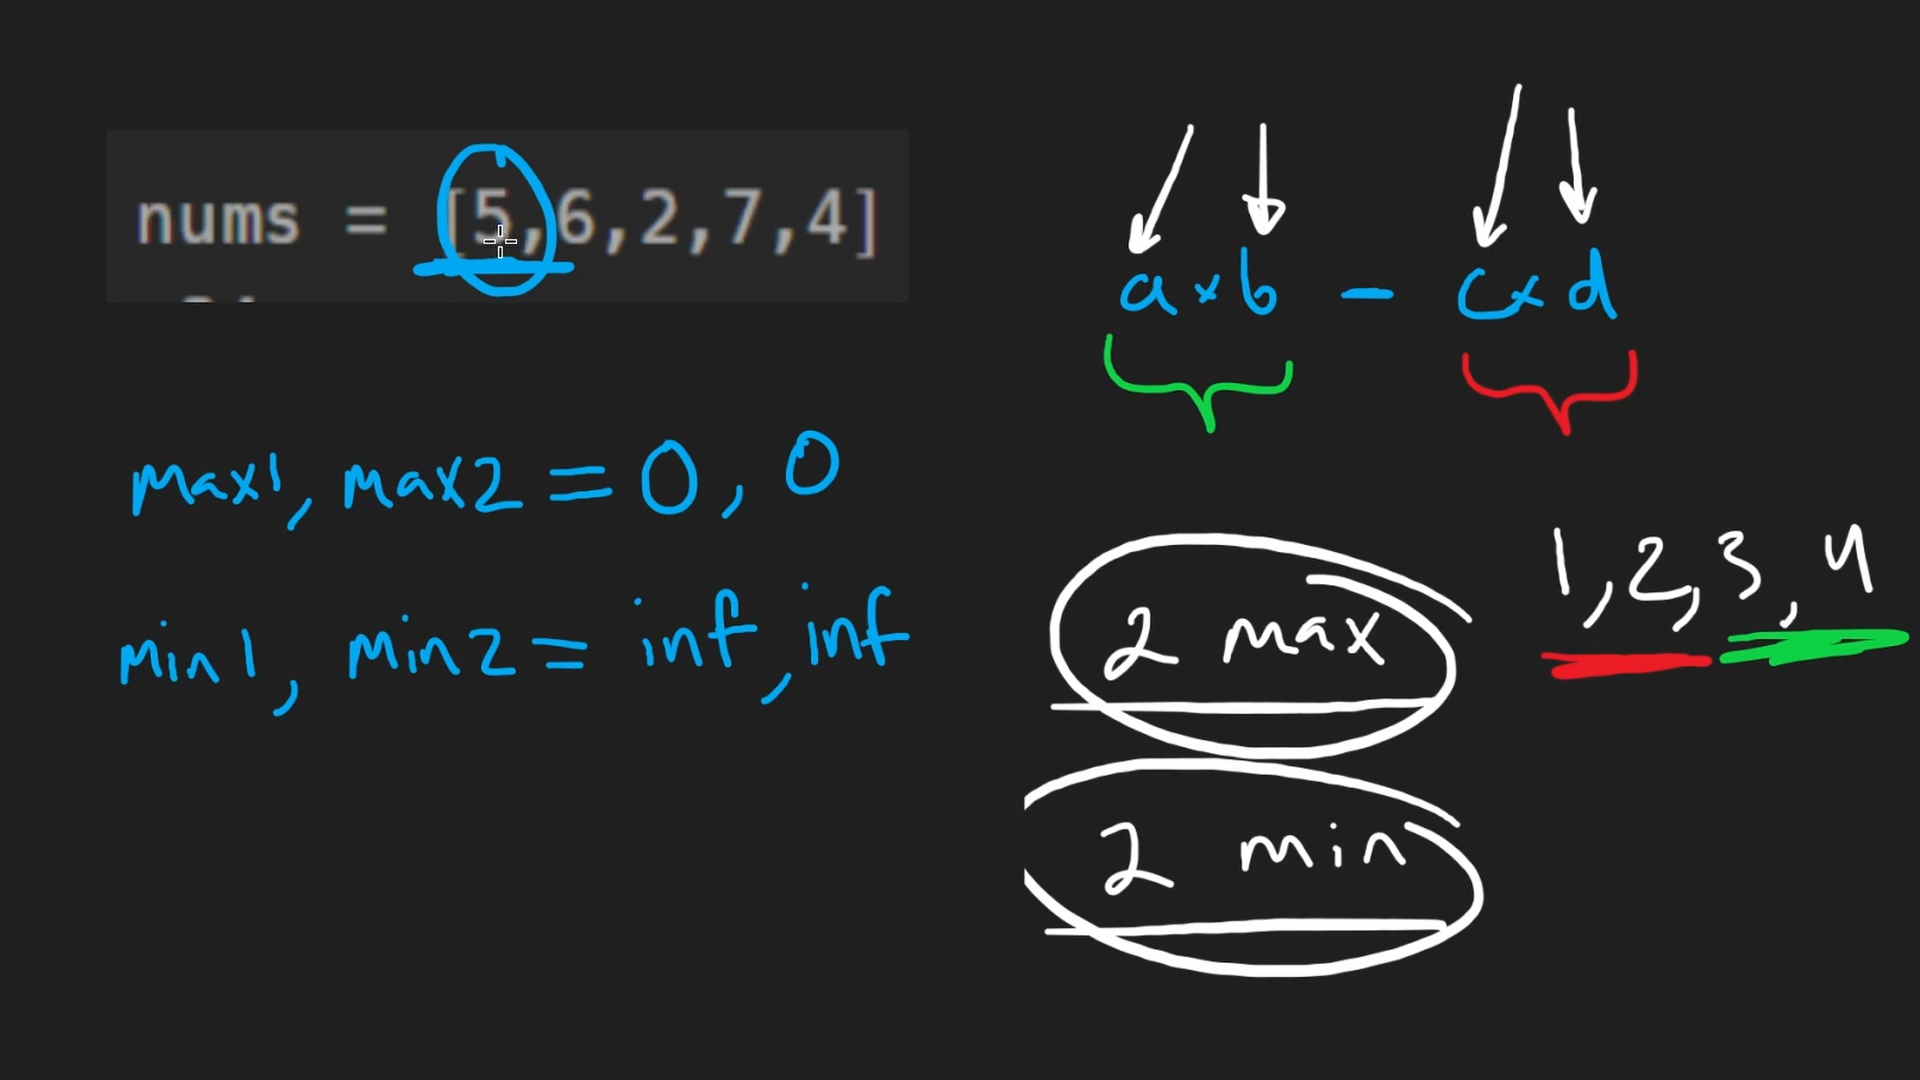 nums = [5,6,2,7,4]
a×b - c×d
max1, max2 = 0, 0
min1, min2 = inf, inf
2 max
1, 2, 3, 4
2 min